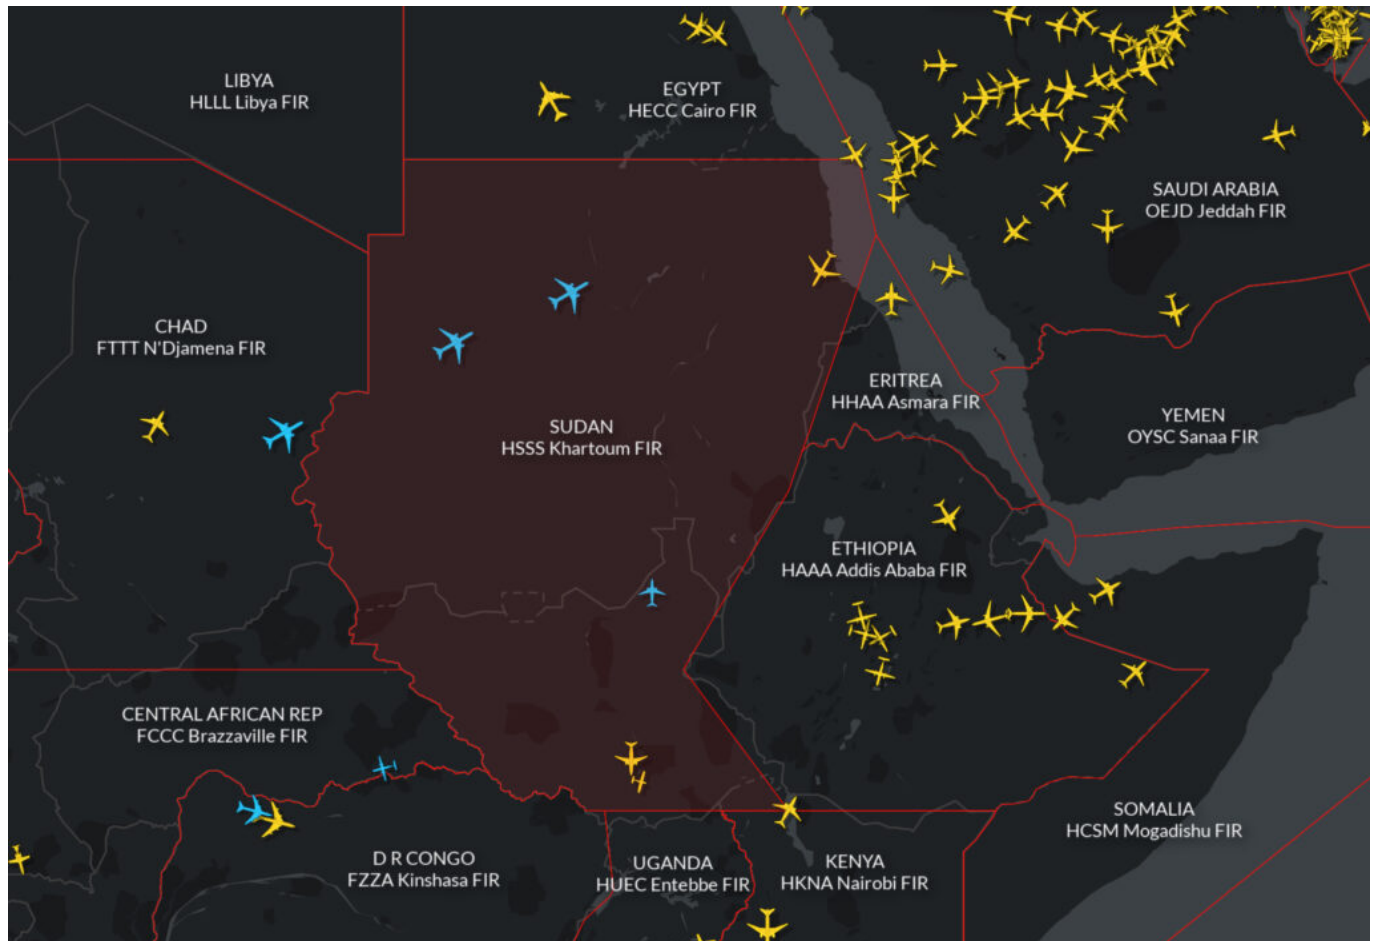 LIBYA
HLLL Libya FIR
EGYPT
HECC Cairo FIR
SAUDI ARABIA
OEJD Jeddah FIR
CHAD
FTTT N'Djamena FIR
ERITREA
HHAA Asmara FIR
YEMEN
OYSC Sanaa FIR
SUDAN
HSSS Khartoum FIR
ETHIOPIA
HAAA Addis Ababa FIR
CENTRAL AFRICAN REP
FCCC Brazzaville FIR
SOMALIA
HCSM Mogadishu FIR
D R CONGO
FZZA Kinshasa FIR
UGANDA
HUEC Entebbe FIR
KENYA
HKNA Nairobi FIR